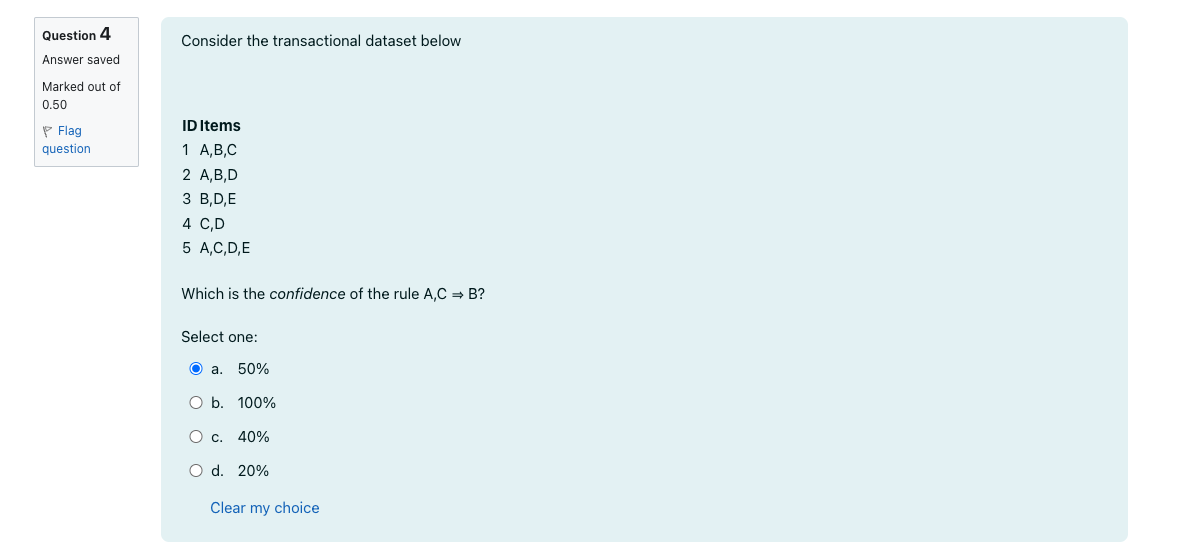 Question 4
Answer saved
Marked out of
0.50
Flag
question
Consider the transactional dataset below
ID Items
1 A,B,C
2 A,B,D
3 B,D,E
4 C,D
5 A,C,D,E
Which is the confidence of the rule A,C ⇒ B?
Select one:
a. 50%
b. 100%
c. 40%
d. 20%
Clear my choice